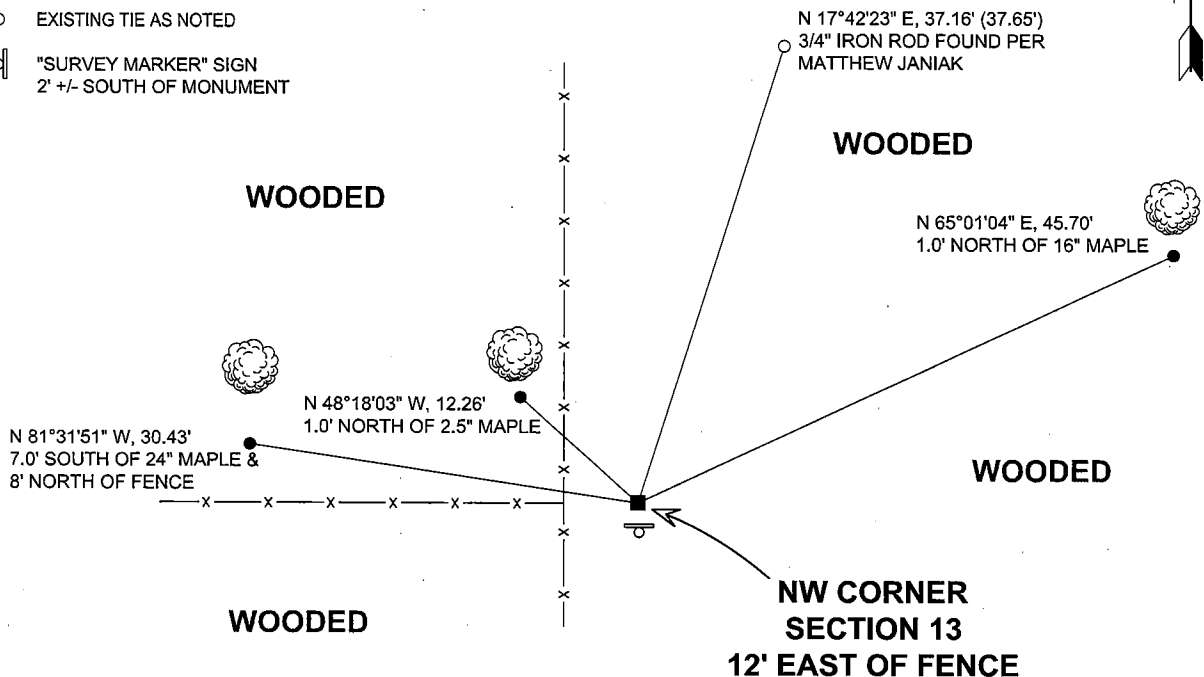 EXISTING TIE AS NOTED
"SURVEY MARKER" SIGN
2' +/- SOUTH OF MONUMENT
N 17°42'23" E, 37.16' (37.65')
3/4" IRON ROD FOUND PER
MATTHEW JANIAK
WOODED
WOODED
N 65°01'04" E, 45.70'
1.0' NORTH OF 16" MAPLE
N 48°18'03" W, 12.26'
1.0' NORTH OF 2.5" MAPLE
N 81°31'51" W, 30.43'
7.0' SOUTH OF 24" MAPLE &
8' NORTH OF FENCE
WOODED
WOODED
NW CORNER
SECTION 13
12' EAST OF FENCE